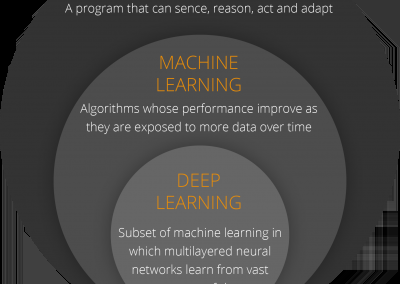 A program that can sence, reason, act and adapt
MACHINE
LEARNING
Algorithms whose performance improve as
they are exposed to more data over time
DEEP
LEARNING
Subset of machine learning in
which multilayered neural
networks learn from vast